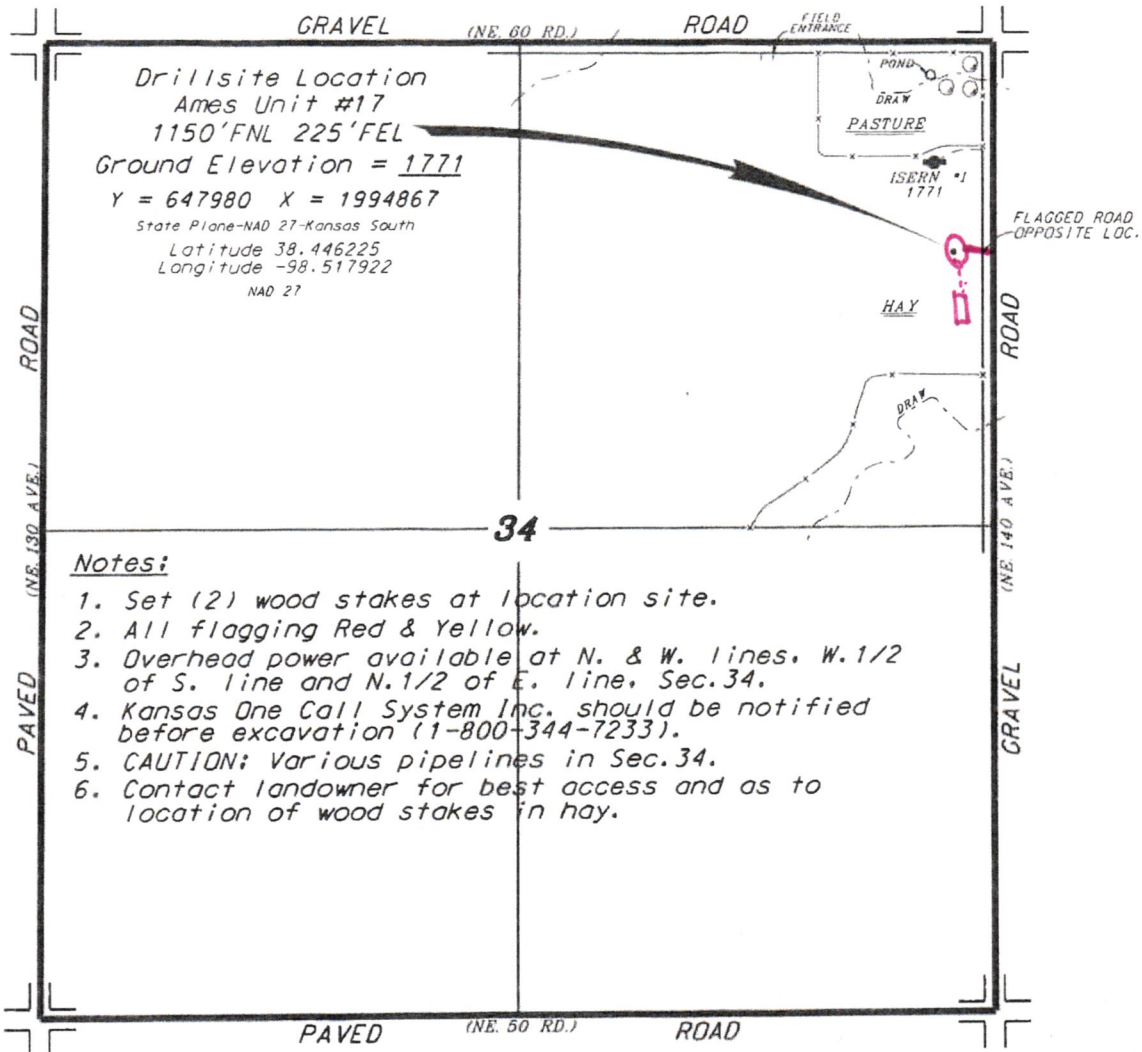 GRAVEL (NE. 60 RD.) ROAD
FIELD
ENTRANCE
Drillsite Location
Ames Unit #17
1150'FNL 225'FEL
Ground Elevation = 1771
Y = 647980 X = 1994867
State Plane-NAD 27-Kansas South
Latitude 38.446225
Longitude -98.517922
NAD 27
POND
DRAW
PASTURE
ISERN #1
1771
FLAGGED ROAD
OPPOSITE LOC.
HAY
DRAW
PAVED (NE. 130 AVE.) ROAD
GRAVEL (NE. 140 AVE.) ROAD
34
Notes:
1. Set (2) wood stakes at location site.
2. All flagging Red & Yellow.
3. Overhead power available at N. & W. lines. W.1/2
of S. line and N.1/2 of E. line. Sec.34.
4. Kansas One Call System Inc. should be notified
before excavation (1-800-344-7233).
5. CAUTION: Various pipelines in Sec.34.
6. Contact landowner for best access and as to
location of wood stakes in hay.
PAVED (NE. 50 RD.) ROAD